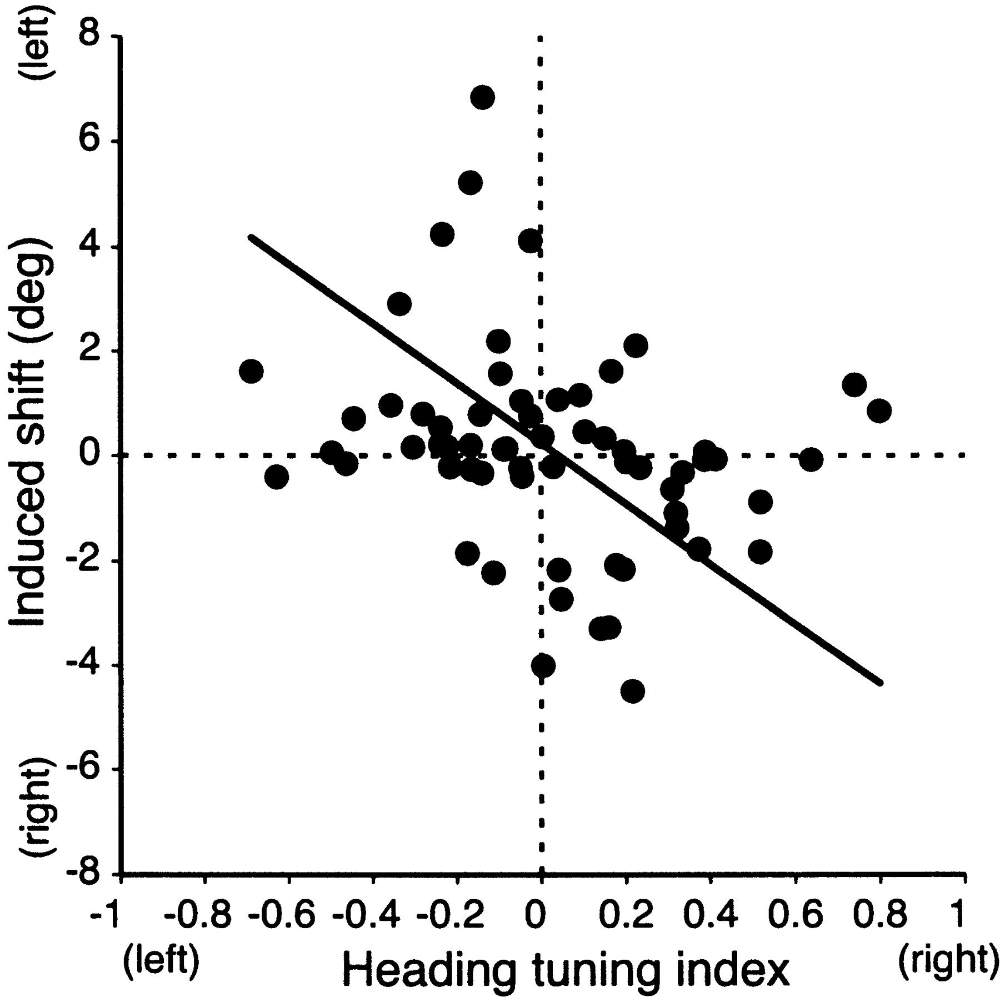 (left)
Induced shift (deg)
(right)
8
6
4
2
0
-2
-4
-6
-8
-1 -0.8 -0.6 -0.4 -0.2 0 0.2 0.4 0.6 0.8 1
(left) Heading tuning index (right)